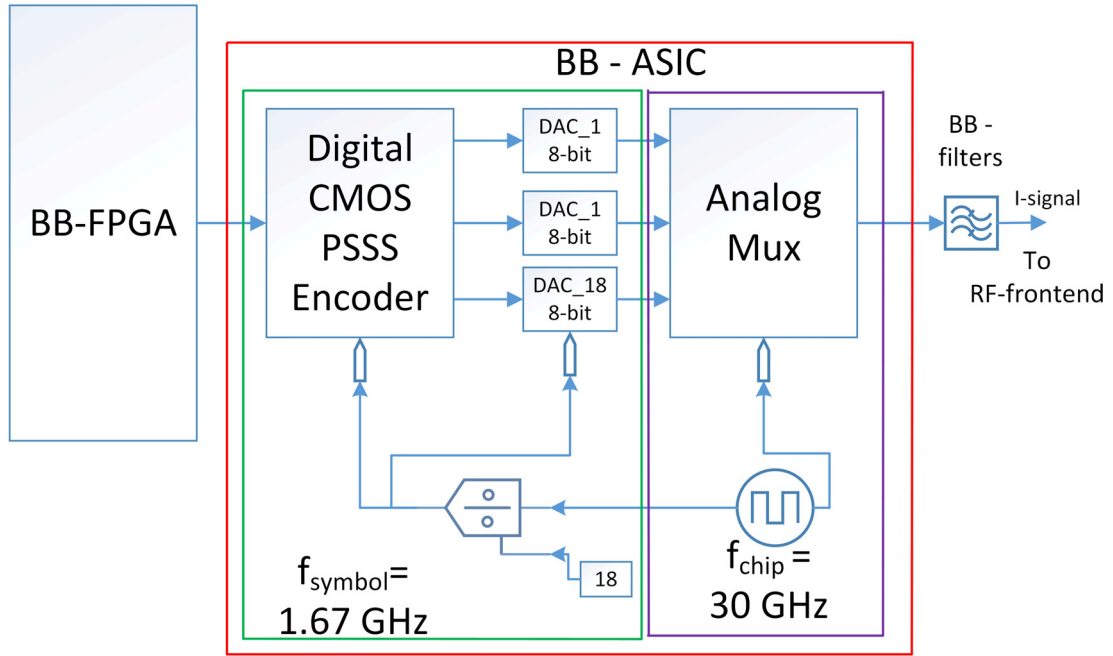 BB-FPGA
BB - ASIC
Digital
CMOS
PSSS
Encoder
DAC_1
8-bit
DAC_1
8-bit
DAC_18
8-bit
Analog
Mux
BB -
filters
I-signal
To
RF-frontend
÷
18
fsymbol=
1.67 GHz
fchip =
30 GHz